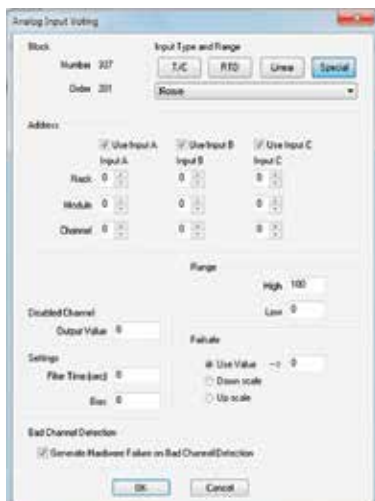 Analog Input Voting
Block
Number 307
Order 201
Input Type and Range
T/C RTD Linear Special
None
Address
Use Input A Use Input B Use Input C
Input A Input B Input C
Rack 0 0 0
Module 0 0 0
Channel 0 0 0
Range
High 100
Low 0
Disabled Channel
Output Value 0
Settings
Filter Time (sec) 0
Bias 0
Failsafe
Use Value --> 0
Down scale
Up scale
Bad Channel Detection
Generate Hardware Failure on Bad Channel Detection
OK Cancel